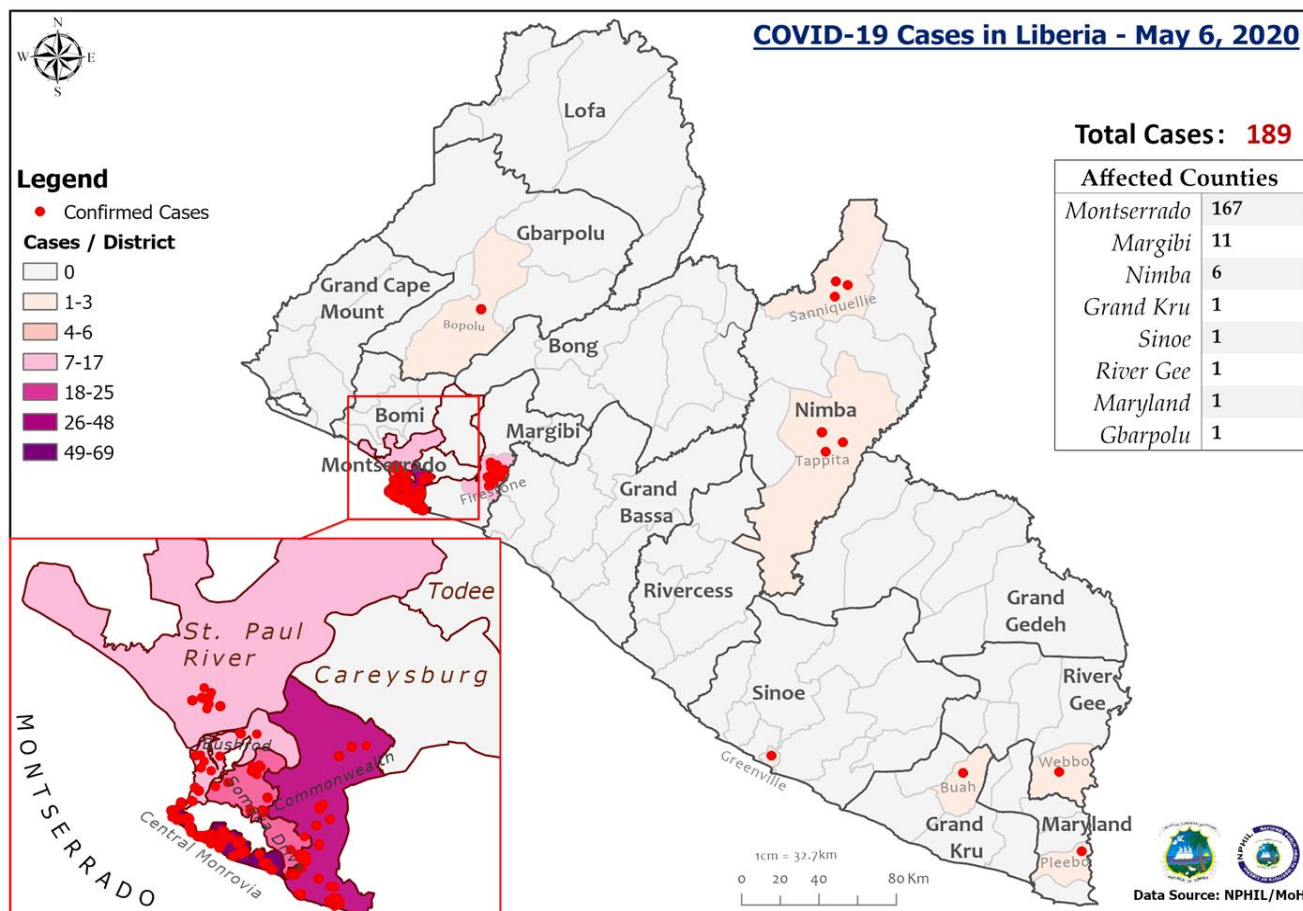 COVID-19 Cases in Liberia - May 6, 2020
N
W
E
S
Total Cases: 189
Affected Counties
Montserrado 167
Margibi 11
Nimba 6
Grand Kru 1
Sinoe 1
River Gee 1
Maryland 1
Gbarpolu 1
Legend
Confirmed Cases
Cases / District
0
1-3
4-6
7-17
18-25
26-48
49-69
Lofa
Gbarpolu
Grand Cape
Mount
Bopolu
Bong
Bomi
Margibi
Montserrado
Firestone
Sanniquellie
Nimba
Tappita
Grand
Bassa
Rivercess
Grand
Gedeh
River
Gee
Sinoe
Greenville
Webbo
Buah
Grand
Kru
Maryland
Pleebo
Todee
St. Paul
River
Careysburg
Bushrod
Commonwealth
Central Monrovia
MONTSERRADO
1cm = 32.7km
0 20 40 80 Km
NPHIL
Data Source: NPHIL/MoH